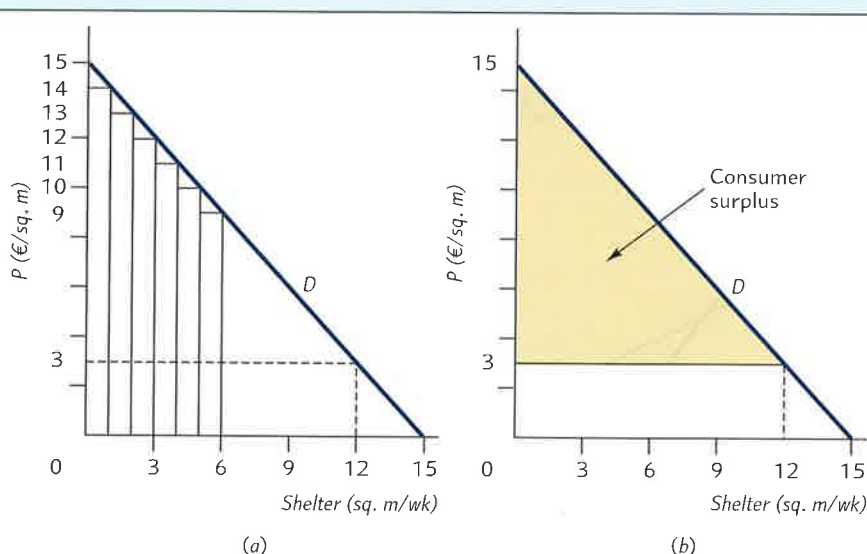 15
14
13
12
11
10
9
3
0
P (€/sq. m)
D
3
6
9
12
15
Shelter (sq. m/wk)
(a)
15
3
0
P (€/sq. m)
Consumer
surplus
D
3
6
9
12
15
Shelter (sq. m/wk)
(b)